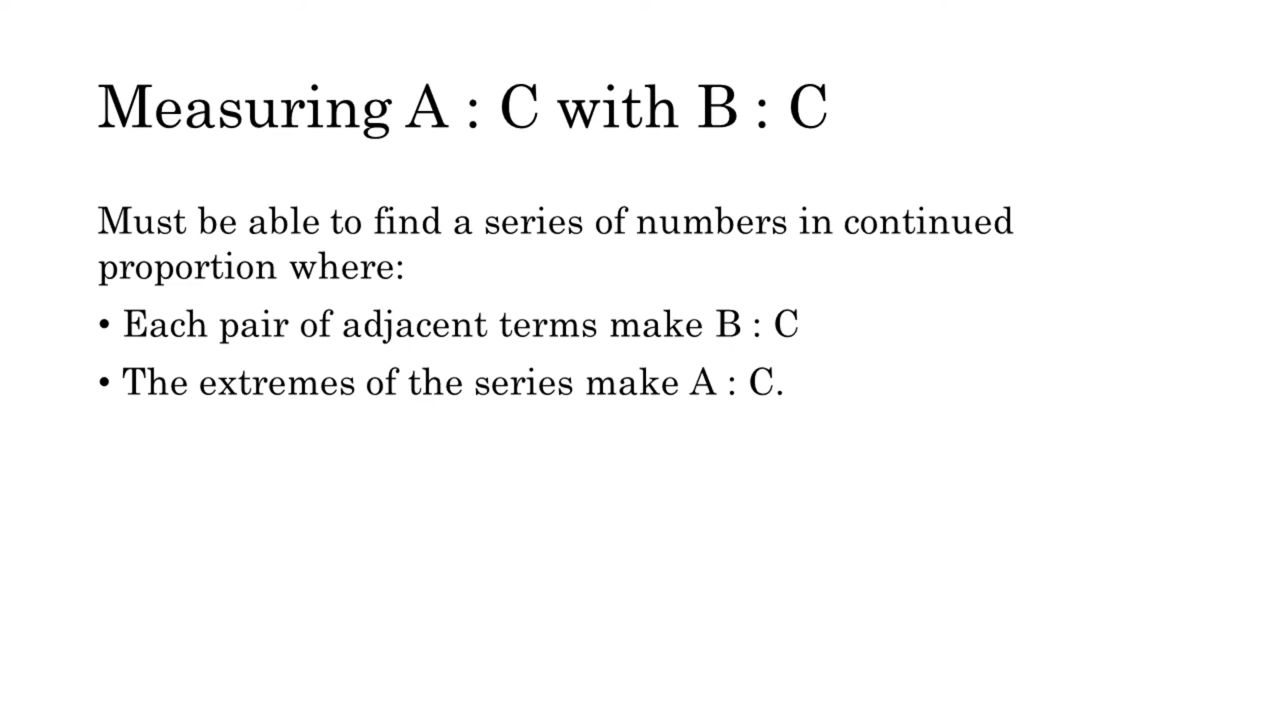 Measuring A : C with B : C
Must be able to find a series of numbers in continued
proportion where:
• Each pair of adjacent terms make B : C
• The extremes of the series make A : C.